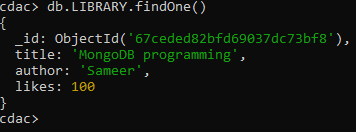 cdac> db.LIBRARY.findOne()
{
  _id: ObjectId('67ceded82bfd69037dc73bf8'),
  title: 'MongoDB programming',
  author: 'Sameer',
  likes: 100
}
cdac>